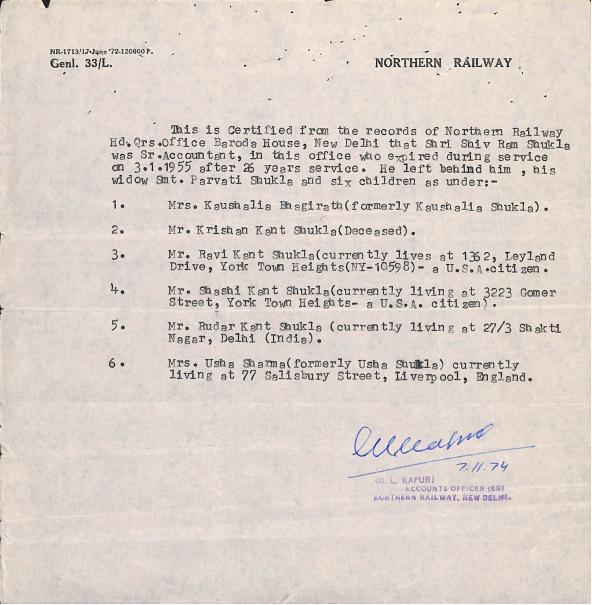 NR-1713/17-June '72-120000 P.
Genl. 33/L.
NORTHERN RAILWAY
This is Certified from the records of Northern Railway
Hd.Qrs.Office Baroda House, New Delhi that Shri Shiv Ram Shukla
was Sr.Accountant, in this office who expired during service
on 3.1.1955 after 26 years service. He left behind him , his
widow Smt. Parvati Shukla and six children as under:-
1. Mrs. Kaushalia Bhagirath(formerly Kaushalia Shukla).
2. Mr. Krishan Kant Shukla(Deceased).
3. Mr. Ravi Kant Shukla(currently lives at 1362, Leyland
Drive, York Town Heights(NY-10598)- a U.S.A.citizen.
4. Mr. Shashi Kant Shukla(currently living at 3223 Gomer
Street, York Town Heights- a U.S.A. citizen).
5. Mr. Rudar Kant Shukla (currently living at 27/3 Shakti
Nagar, Delhi (India).
6. Mrs. Usha Sharma(formerly Usha Shukla) currently
living at 77 Salisbury Street, Liverpool, England.
7.11.74
(G. L. KAPUR)
ACCOUNTS OFFICER (SS)
NORTHERN RAILWAY, NEW DELHI.